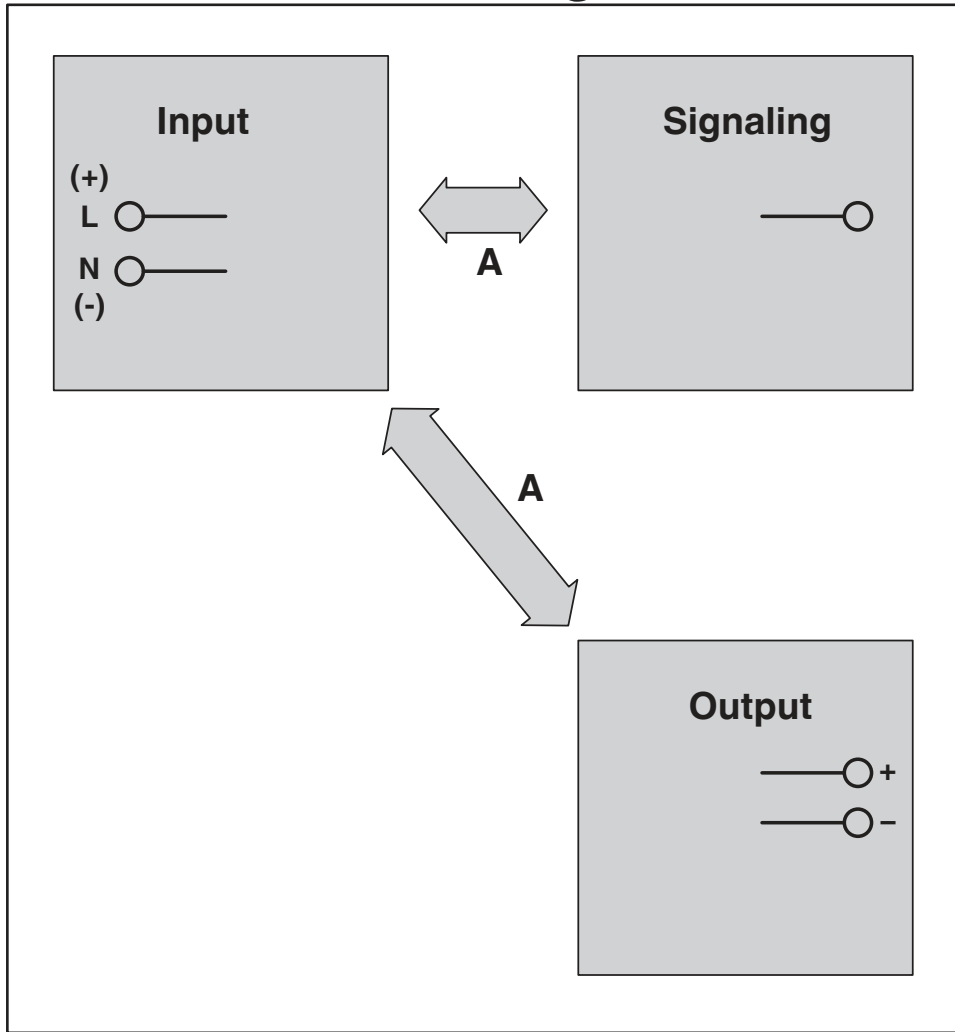 Input
(+)
L
N
(-)
A
Signaling
A
Output
+
–